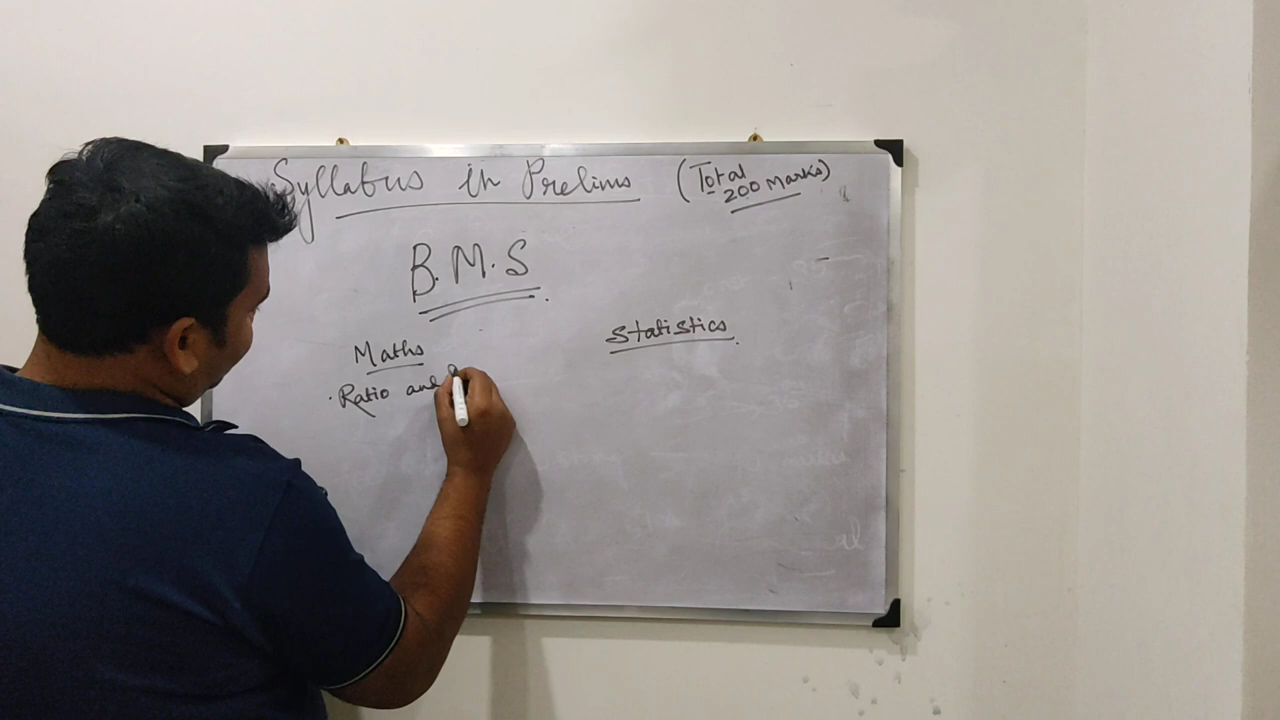 Syllabus in Prelims (Total 200 Marks)
B.M.S.
Maths
Statistics.
· Ratio and